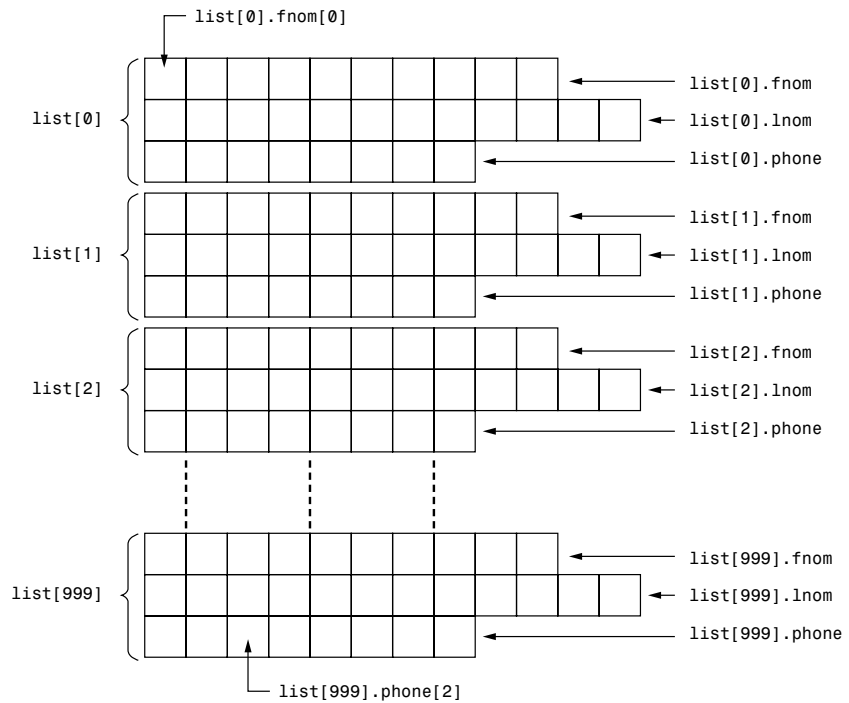 list[0].fnom[0]
list[0].fnom
list[0]
list[0].lnom
list[0].phone
list[1].fnom
list[1]
list[1].lnom
list[1].phone
list[2].fnom
list[2]
list[2].lnom
list[2].phone
list[999].fnom
list[999]
list[999].lnom
list[999].phone
list[999].phone[2]